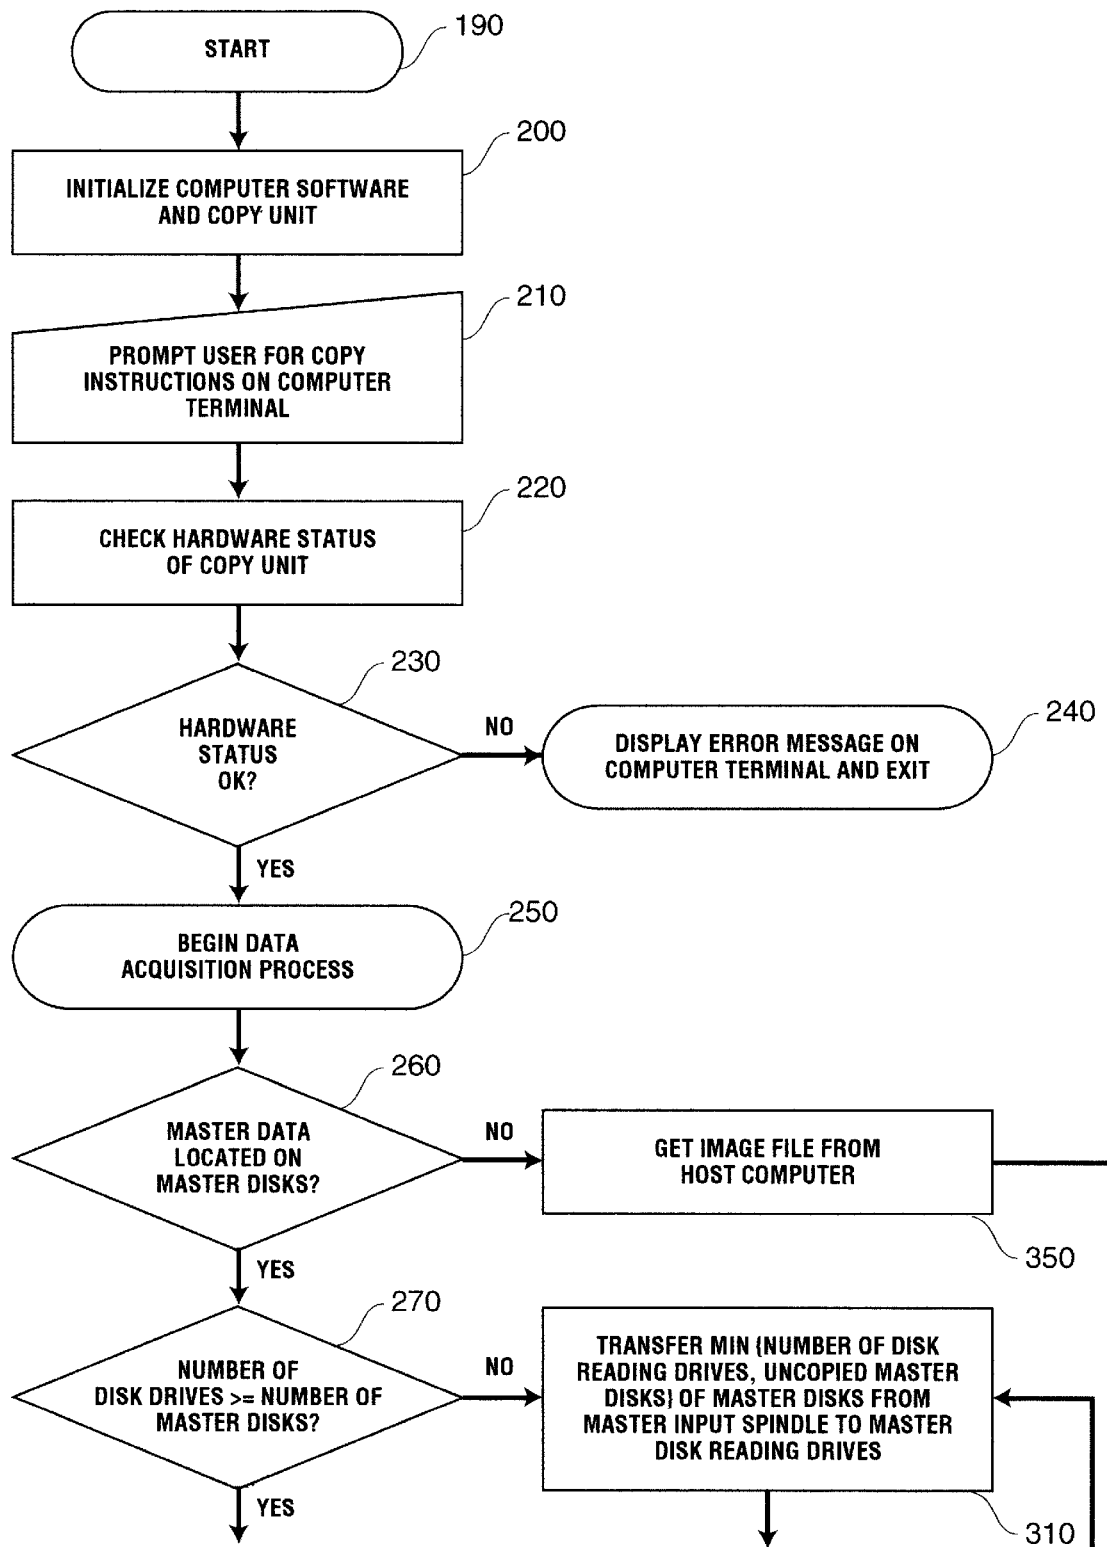 START
190
200
INITIALIZE COMPUTER SOFTWARE
AND COPY UNIT
210
PROMPT USER FOR COPY
INSTRUCTIONS ON COMPUTER
TERMINAL
220
CHECK HARDWARE STATUS
OF COPY UNIT
230
HARDWARE
STATUS
OK?
NO
240
DISPLAY ERROR MESSAGE ON
COMPUTER TERMINAL AND EXIT
YES
250
BEGIN DATA
ACQUISITION PROCESS
260
MASTER DATA
LOCATED ON
MASTER DISKS?
NO
GET IMAGE FILE FROM
HOST COMPUTER
350
YES
270
NUMBER OF
DISK DRIVES >= NUMBER OF
MASTER DISKS?
NO
TRANSFER MIN {NUMBER OF DISK
READING DRIVES, UNCOPIED MASTER
DISKS} OF MASTER DISKS FROM
MASTER INPUT SPINDLE TO MASTER
DISK READING DRIVES
310
YES